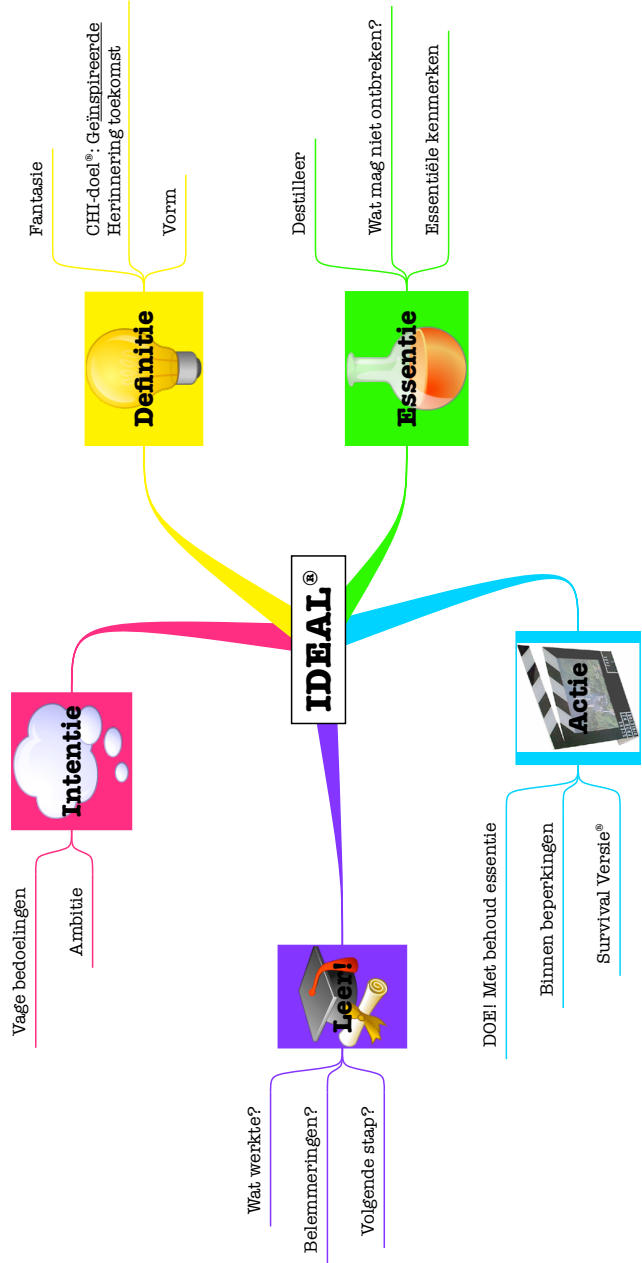 IDEAL®
Intentie
Vage bedoelingen
Ambitie
Definitie
Fantasie
CHI-doel®: Geïnspireerde
Herinnering toekomst
Vorm
Essentie
Destilleer
Wat mag niet ontbreken?
Essentiële kenmerken
Actie
DOE! Met behoud essentie
Binnen beperkingen
Survival Versie®
Leer!
Wat werkte?
Belemmeringen?
Volgende stap?